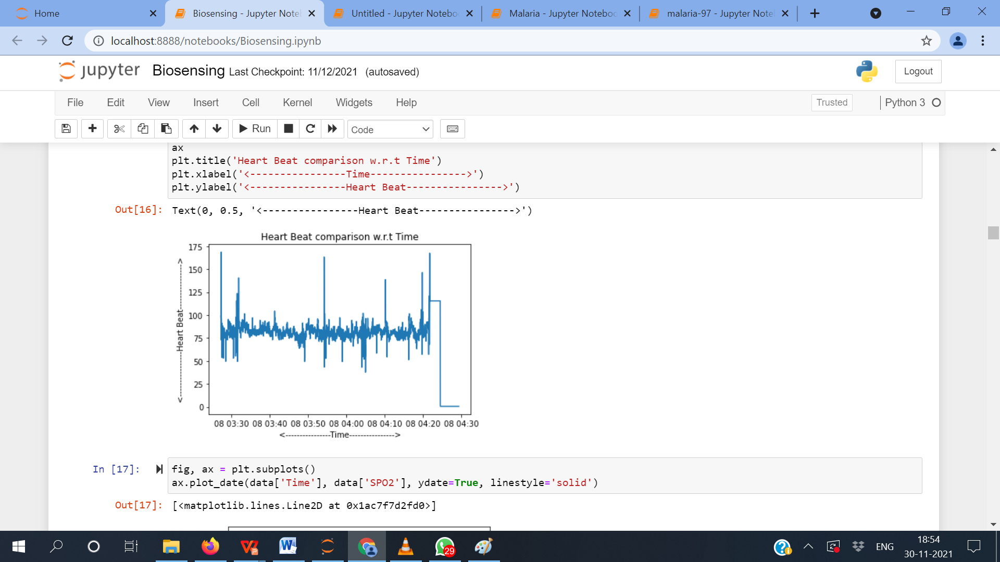 Home
Biosensing - Jupyter Note
Untitled - Jupyter Notebo
Malaria - Jupyter Noteboo
malaria-97 - Jupyter Note
localhost:8888/notebooks/Biosensing.ipynb
jupyter Biosensing Last Checkpoint: 11/12/2021 (autosaved) Logout
File Edit View Insert Cell Kernel Widgets Help Trusted Python 3
Run Code
ax
plt.title('Heart Beat comparison w.r.t Time')
plt.xlabel('<----------------Time---------------->')
plt.ylabel('<----------------Heart Beat---------------->')
Out[16]: Text(0, 0.5, '<----------------Heart Beat---------------->')
Heart Beat comparison w.r.t Time
175
150
125
100
75
50
25
0
<----------------Heart Beat---------------->
08 03:30 08 03:40 08 03:50 08 04:00 08 04:10 08 04:20 08 04:30
<----------------Time---------------->
In [17]: fig, ax = plt.subplots()
ax.plot_date(data['Time'], data['SPO2'], ydate=True, linestyle='solid')
Out[17]: [<matplotlib.lines.Line2D at 0x1ac7f7d2fd0>]
29
ENG
18:54
30-11-2021